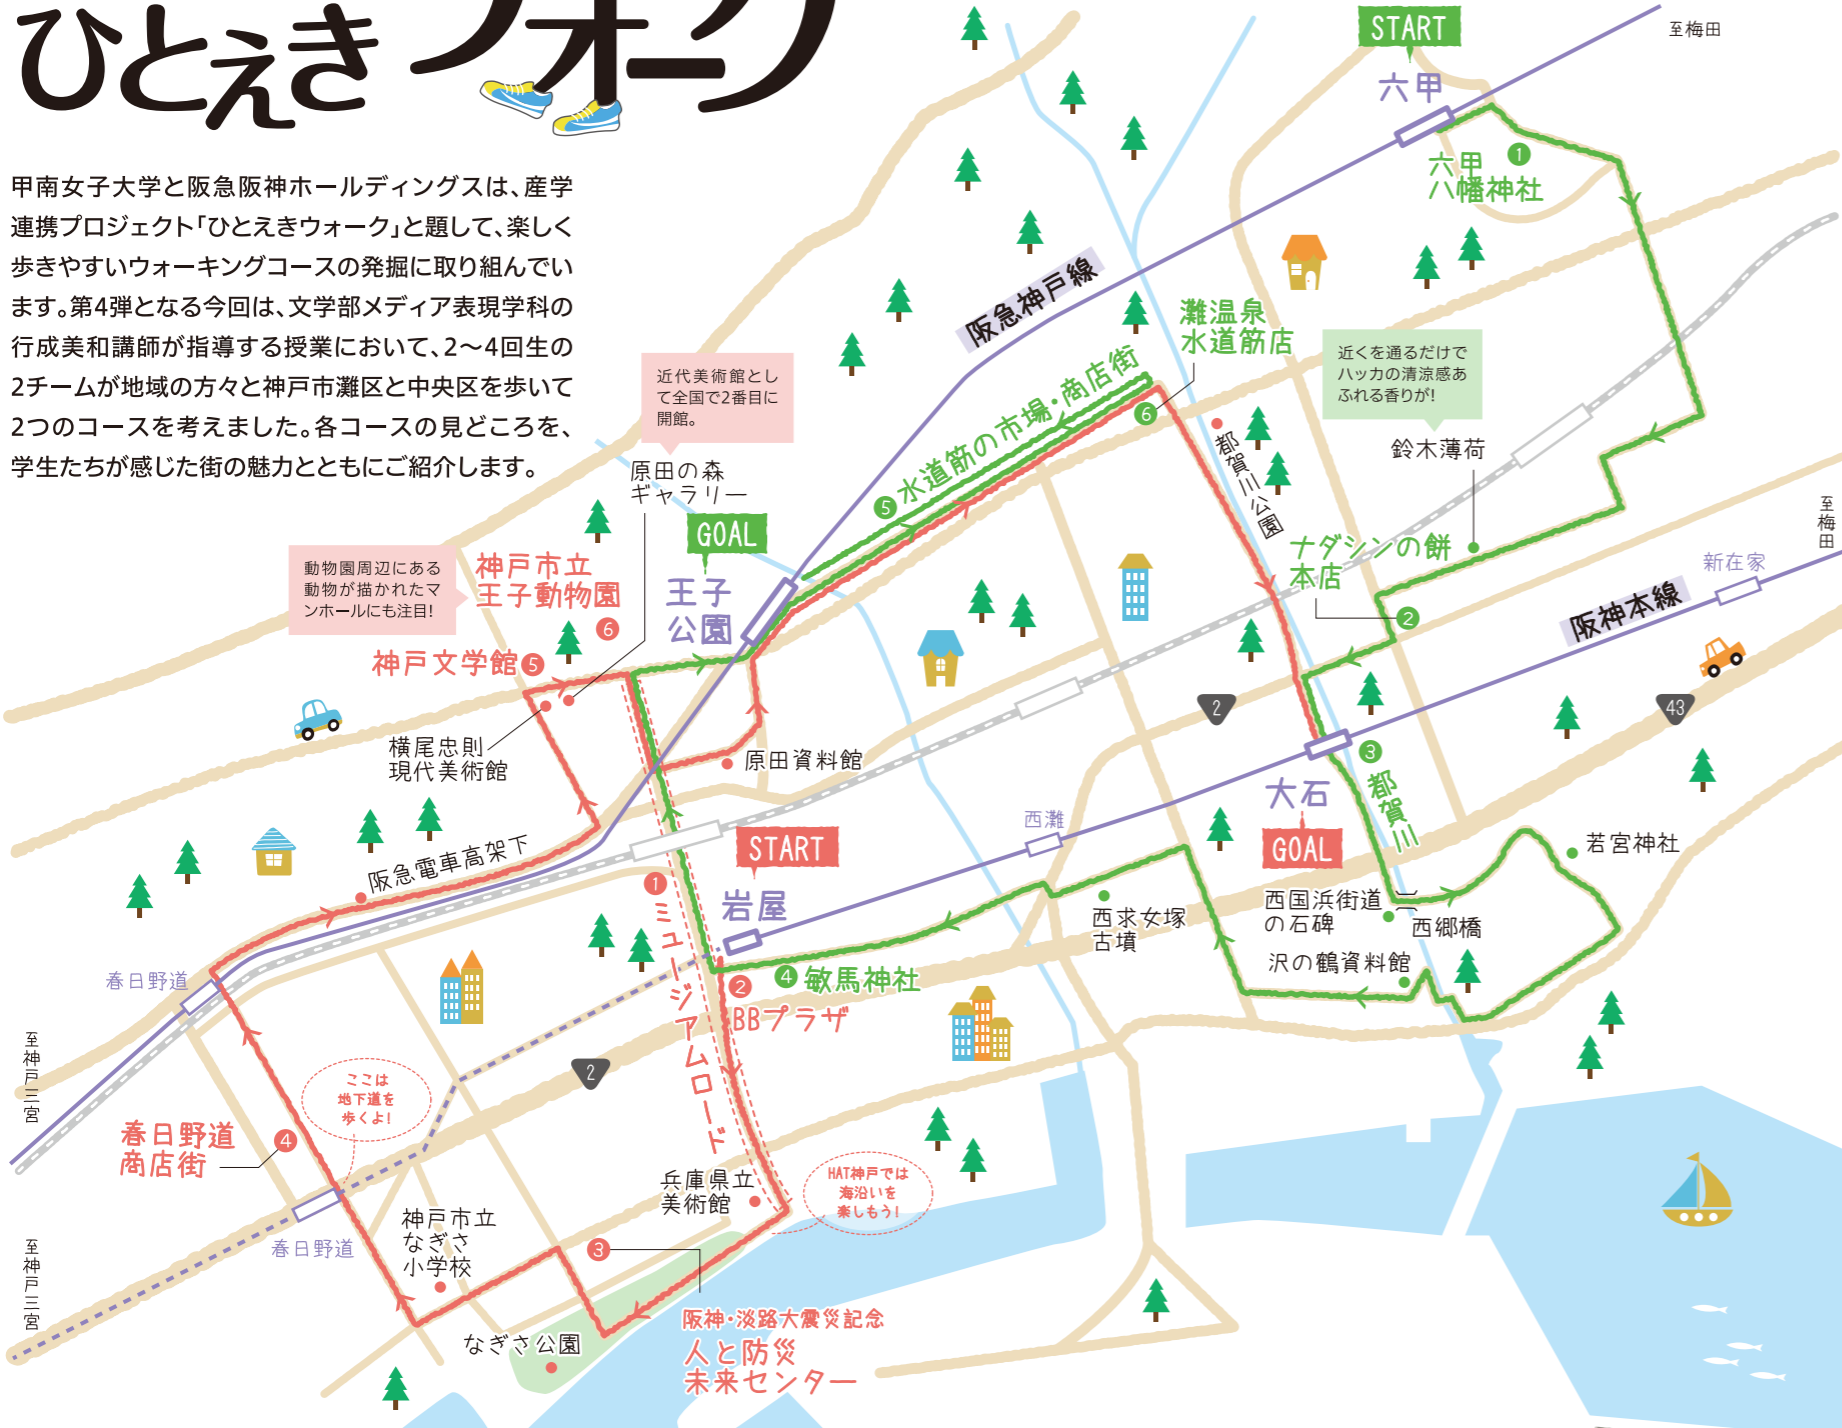 ひとえき
ウォーク
甲南女子大学と阪急阪神ホールディングスは、産学
連携プロジェクト「ひとえきウォーク」と題して、楽しく
歩きやすいウォーキングコースの発掘に取り組んでい
ます。第4弾となる今回は、文学部メディア表現学科の
行成美和講師が指導する授業において、2〜4回生の
2チームが地域の方々と神戸市灘区と中央区を歩いて
2つのコースを考えました。各コースの見どころを、
学生たちが感じた街の魅力とともにご紹介します。
START
六甲
至梅田
1
六甲
八幡神社
阪急神戸線
灘温泉
水道筋店
6
近くを通るだけで
ハッカの清涼感あ
ふれる香りが!
鈴木薄荷
都賀川公園
5 水道筋の市場・商店街
近代美術館とし
て全国で2番目に
開館。
原田の森
ギャラリー
GOAL
王子
公園
動物園周辺にある
動物が描かれたマ
ンホールにも注目!
神戸市立
王子動物園
6
神戸文学館 5
横尾忠則
現代美術館
原田資料館
ナダシンの餅
本店
2
至梅田
新在家
阪神本線
2
43
3
都賀川
大石
GOAL
西灘
若宮神社
西国浜街道
の石碑
西郷橋
沢の鶴資料館
西求女塚
古墳
START
岩屋
阪急電車高架下
1
ミュージアムロード
4 敏馬神社
2
BBプラザ
春日野道
至神戸三宮
2
ここは
地下道を
歩くよ!
春日野道
商店街
4
兵庫県立
美術館
HAT神戸では
海沿いを
楽しもう!
神戸市立
なぎさ
小学校
春日野道
至神戸三宮
3
なぎさ公園
阪神・淡路大震災記念
人と防災
未来センター